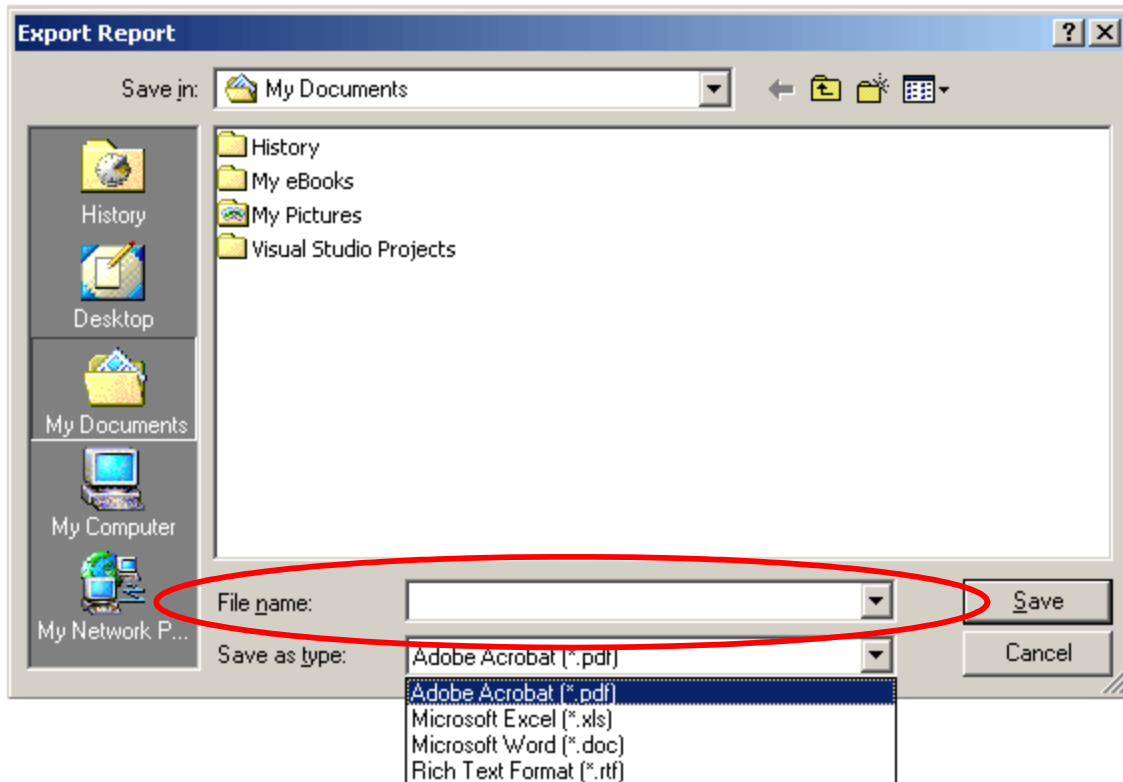 Export Report
Save in:
My Documents
History
Desktop
My Documents
My Computer
My Network P...
History
My eBooks
My Pictures
Visual Studio Projects
File name:
Save
Save as type:
Adobe Acrobat (*.pdf)
Cancel
Adobe Acrobat (*.pdf)
Microsoft Excel (*.xls)
Microsoft Word (*.doc)
Rich Text Format (*.rtf)